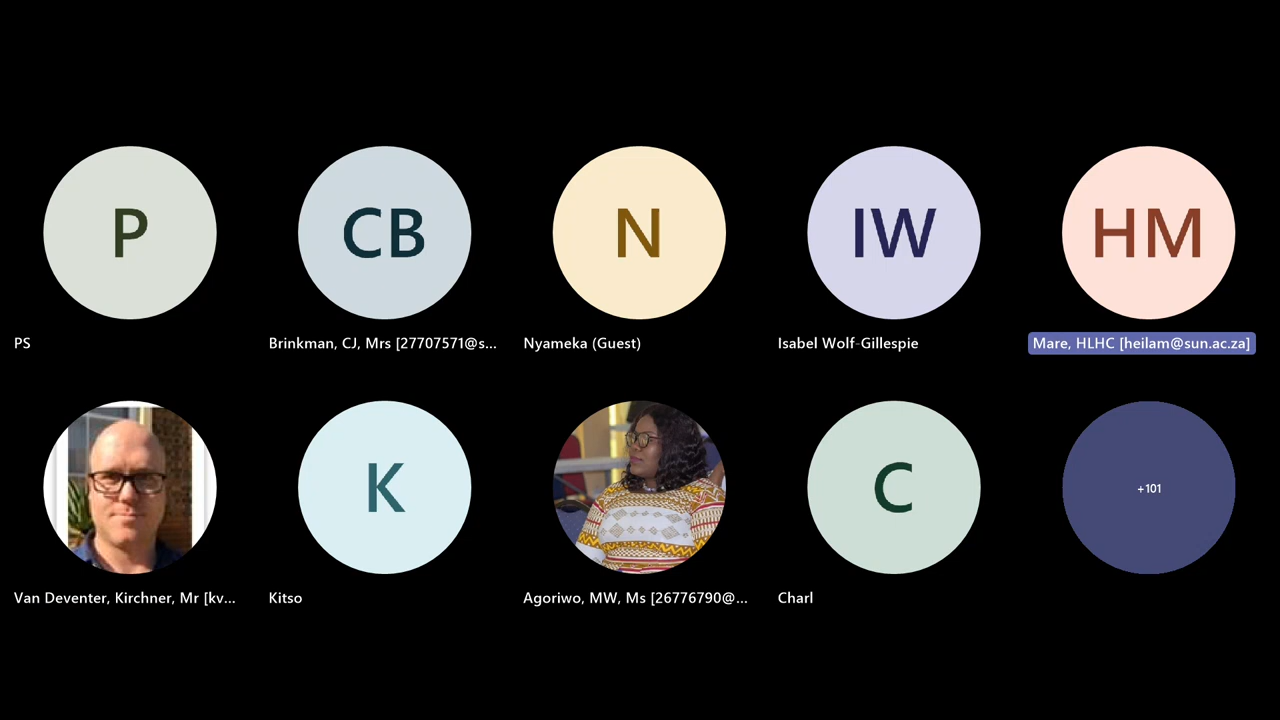 P
CB
N
IW
HM
PS
Brinkman, CJ, Mrs [27707571@s...
Nyameka (Guest)
Isabel Wolf-Gillespie
Mare, HLHC [heilam@sun.ac.za]
K
C
+101
Van Deventer, Kirchner, Mr [kv...
Kitso
Agoriwo, MW, Ms [26776790@...
Charl